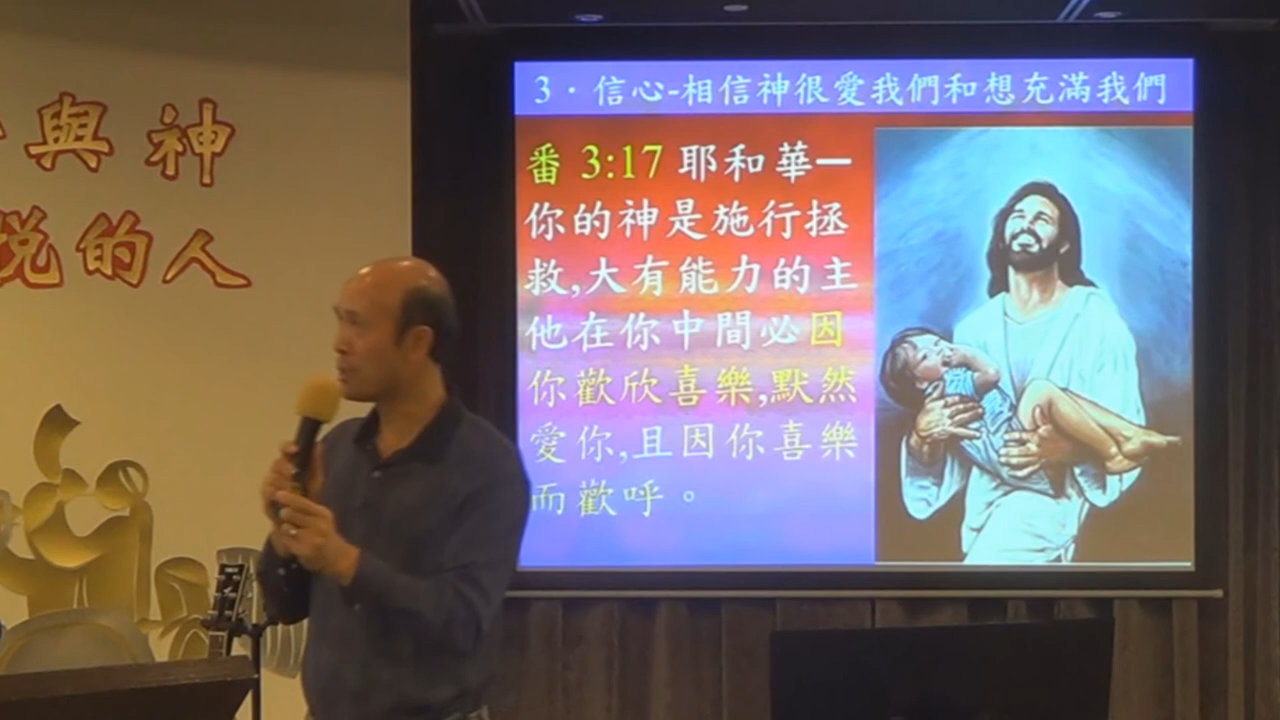 與神
悅的人
3．信心-相信神很愛我們和想充滿我們
番 3:17 耶和華—
你的神是施行拯
救,大有能力的主
他在你中間必因
你歡欣喜樂,默然
愛你,且因你喜樂
而歡呼。